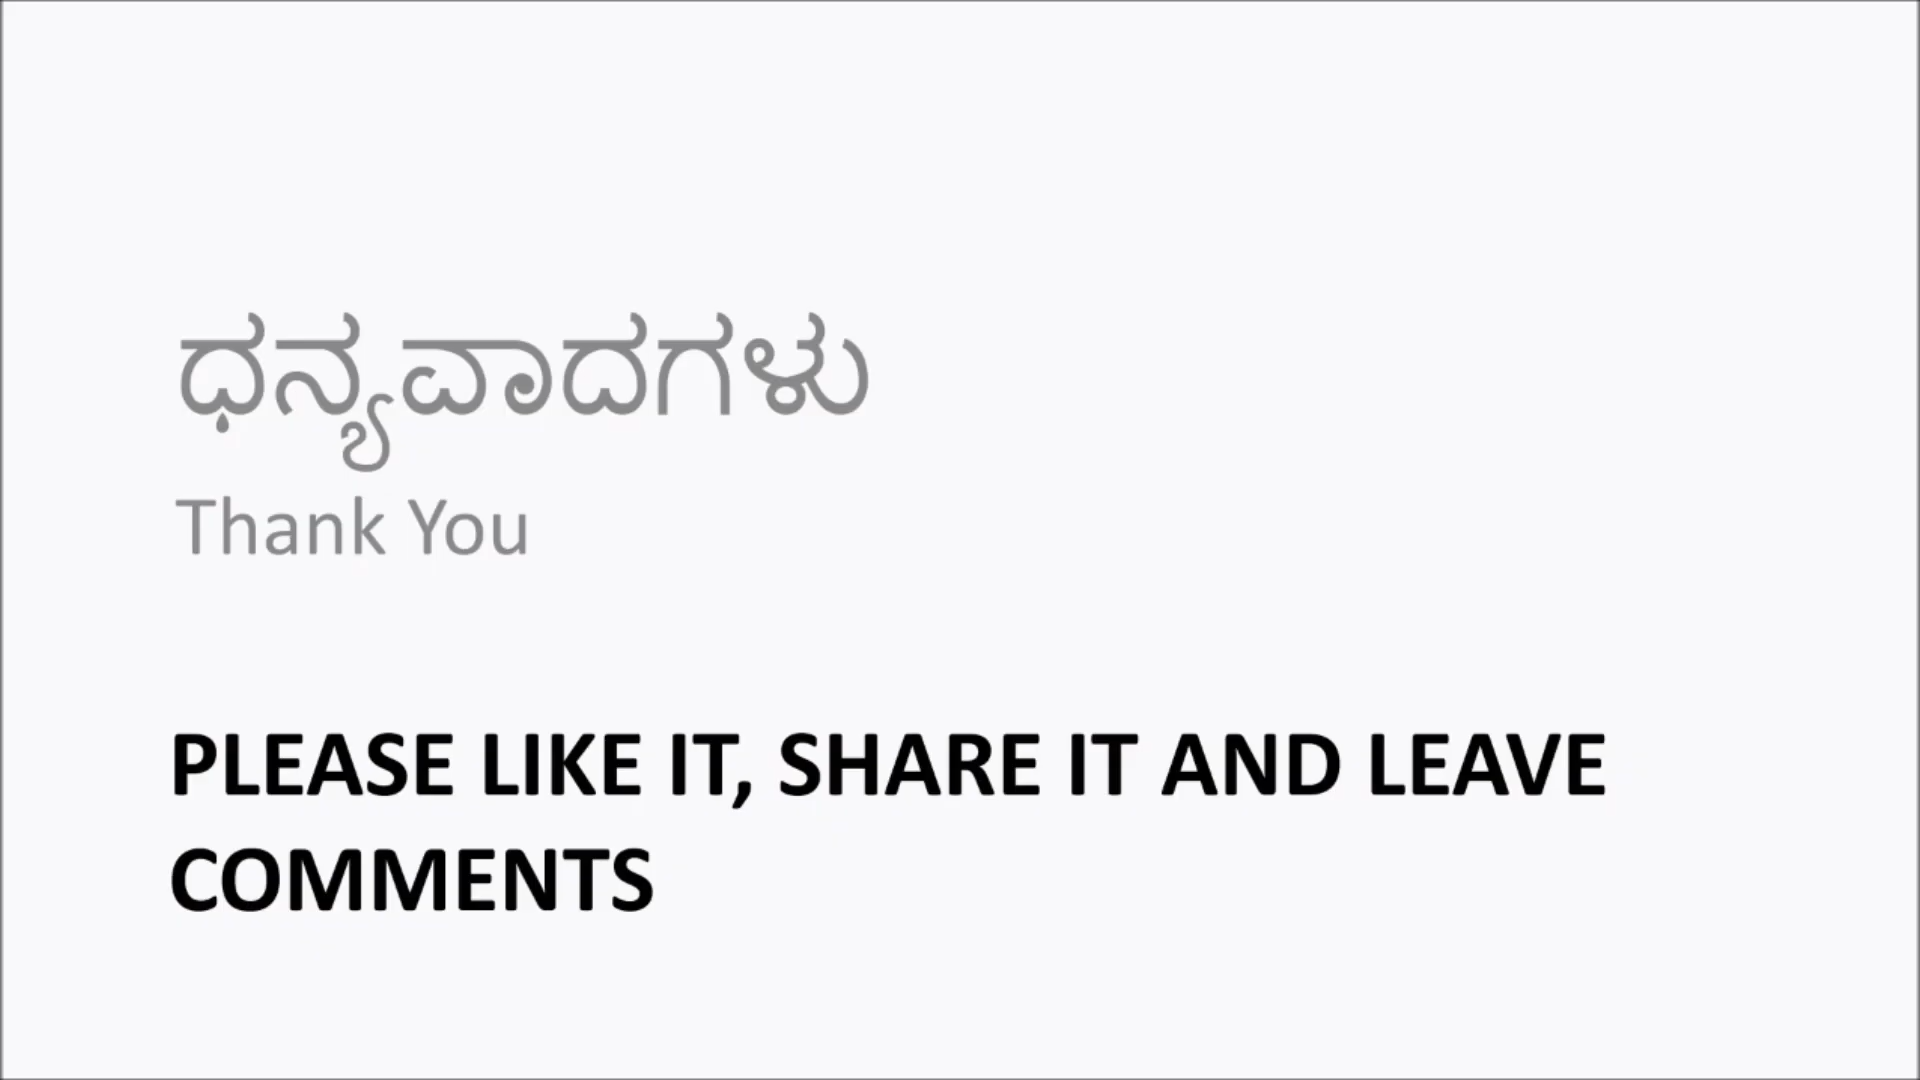 ಧನ್ಯವಾದಗಳು
Thank You
PLEASE LIKE IT, SHARE IT AND LEAVE
COMMENTS